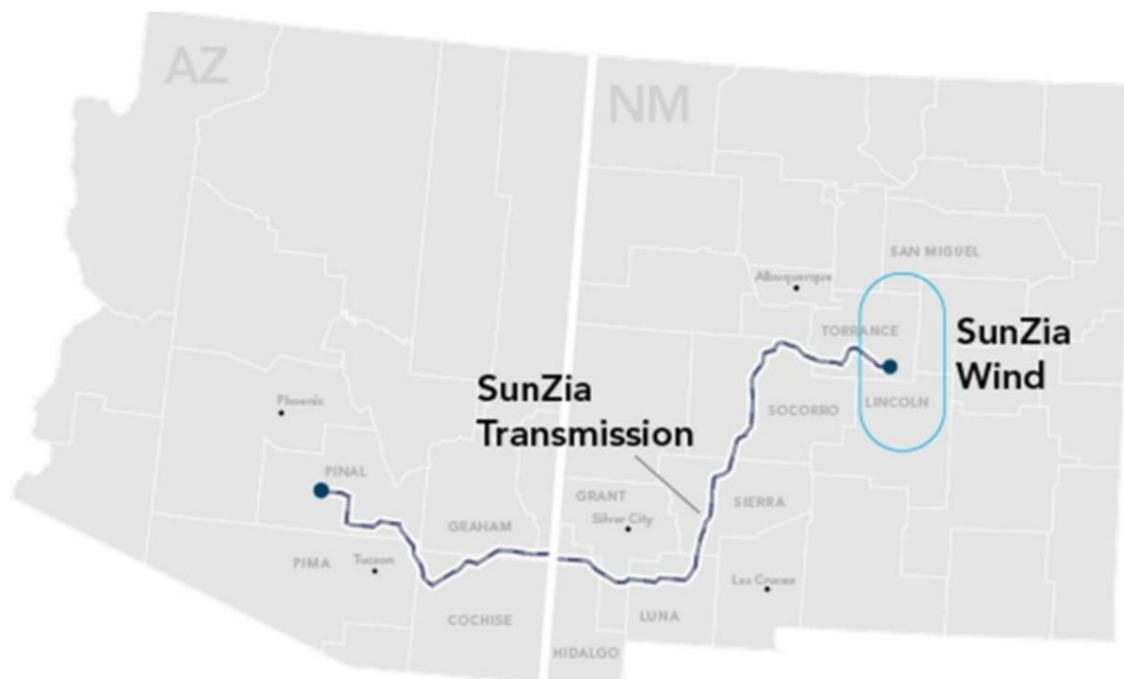 AZ
NM
SAN MIGUEL
Albuquerque
TORRANCE
SunZia
Wind
SunZia
Transmission
LINCOLN
SOCORRO
Phoenix
PINAL
GRANT
Silver City
SIERRA
GRAHAM
PIMA
Tucson
Las Cruces
COCHISE
LUNA
HIDALGO